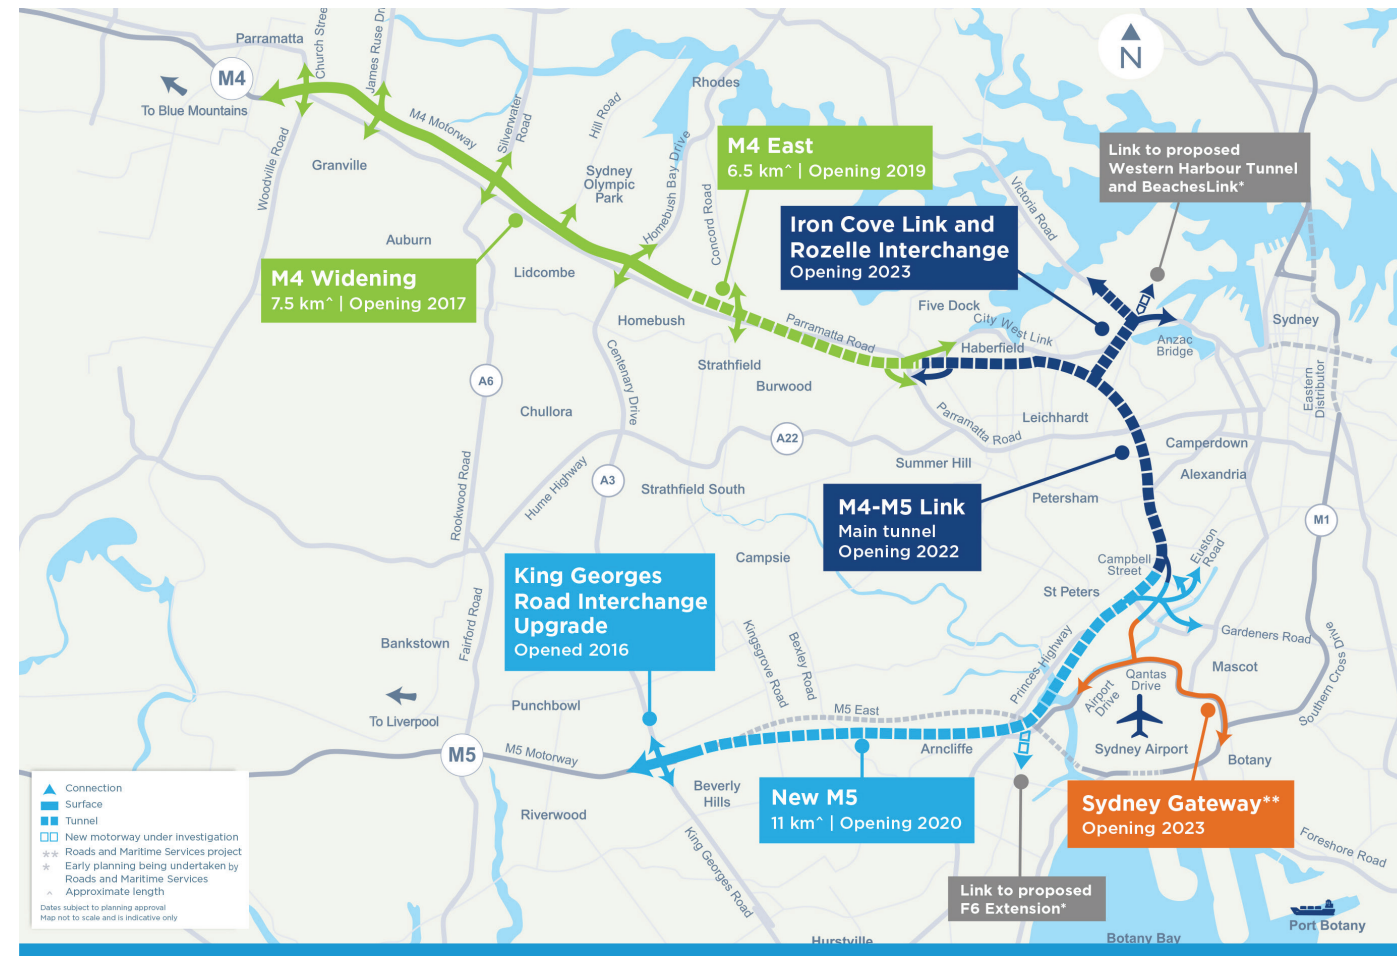 Parramatta
Church Stree
James Ruse Dr
M4
To Blue Mountains
M4 Motorway
Silverwater
Road
Hill Road
Rhodes
N
Woodville Road
Granville
Sydney
Olympic
Park
Homebush Bay Drive
Concord Road
M4 East
6.5 km^ | Opening 2019
Link to proposed
Western Harbour Tunnel
and BeachesLink*
Victoria Road
Iron Cove Link and
Rozelle Interchange
Opening 2023
Auburn
Lidcombe
M4 Widening
7.5 km^ | Opening 2017
Homebush
Parramatta Road
Five Dock
City West Link
Haberfield
Anzac
Bridge
Sydney
Strathfield
Burwood
Centenary Drive
A6
Chullora
Eastern
Distributor
Parramatta Road
Leichhardt
A22
Camperdown
Summer Hill
Alexandria
Rookwood Road
Hume Highway
A3
Strathfield South
Petersham
M4-M5 Link
Main tunnel
Opening 2022
M1
Campsie
Campbell
Street
Euston
Road
St Peters
King Georges
Road Interchange
Upgrade
Opened 2016
Fairford Road
Bankstown
Kingsgrove Road
Bexley Road
Princes Highway
Gardeners Road
Mascot
Southern Cross Drive
Qantas
Drive
Airport
Drive
To Liverpool
Punchbowl
M5 East
M5
M5 Motorway
Arncliffe
Sydney Airport
Botany
Beverly
Hills
Riverwood
New M5
11 km^ | Opening 2020
Sydney Gateway**
Opening 2023
King Georges Road
Foreshore Road
Link to proposed
F6 Extension*
Port Botany
Hurstville
Botany Bay
Connection
Surface
Tunnel
New motorway under investigation
** Roads and Maritime Services project
* Early planning being undertaken by
Roads and Maritime Services
^ Approximate length
Dates subject to planning approval
Map not to scale and is indicative only